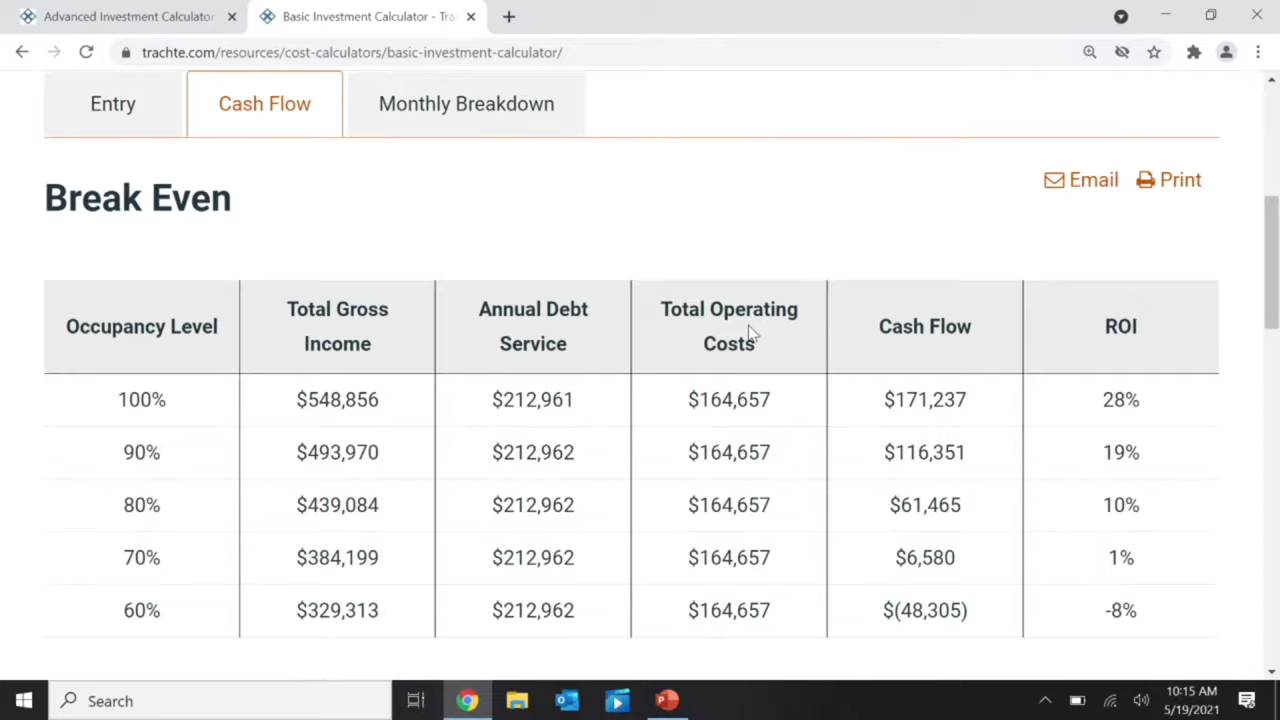 Advanced Investment Calculator
Basic Investment Calculator - Tra
trachte.com/resources/cost-calculators/basic-investment-calculator/
Entry
Cash Flow
Monthly Breakdown
Email
Print
Break Even
Occupancy Level
Total Gross
Income
Annual Debt
Service
Total Operating
Costs
Cash Flow
ROI
100% $548,856 $212,961 $164,657 $171,237 28%
90% $493,970 $212,962 $164,657 $116,351 19%
80% $439,084 $212,962 $164,657 $61,465 10%
70% $384,199 $212,962 $164,657 $6,580 1%
60% $329,313 $212,962 $164,657 $(48,305) -8%
Search
10:15 AM
5/19/2021